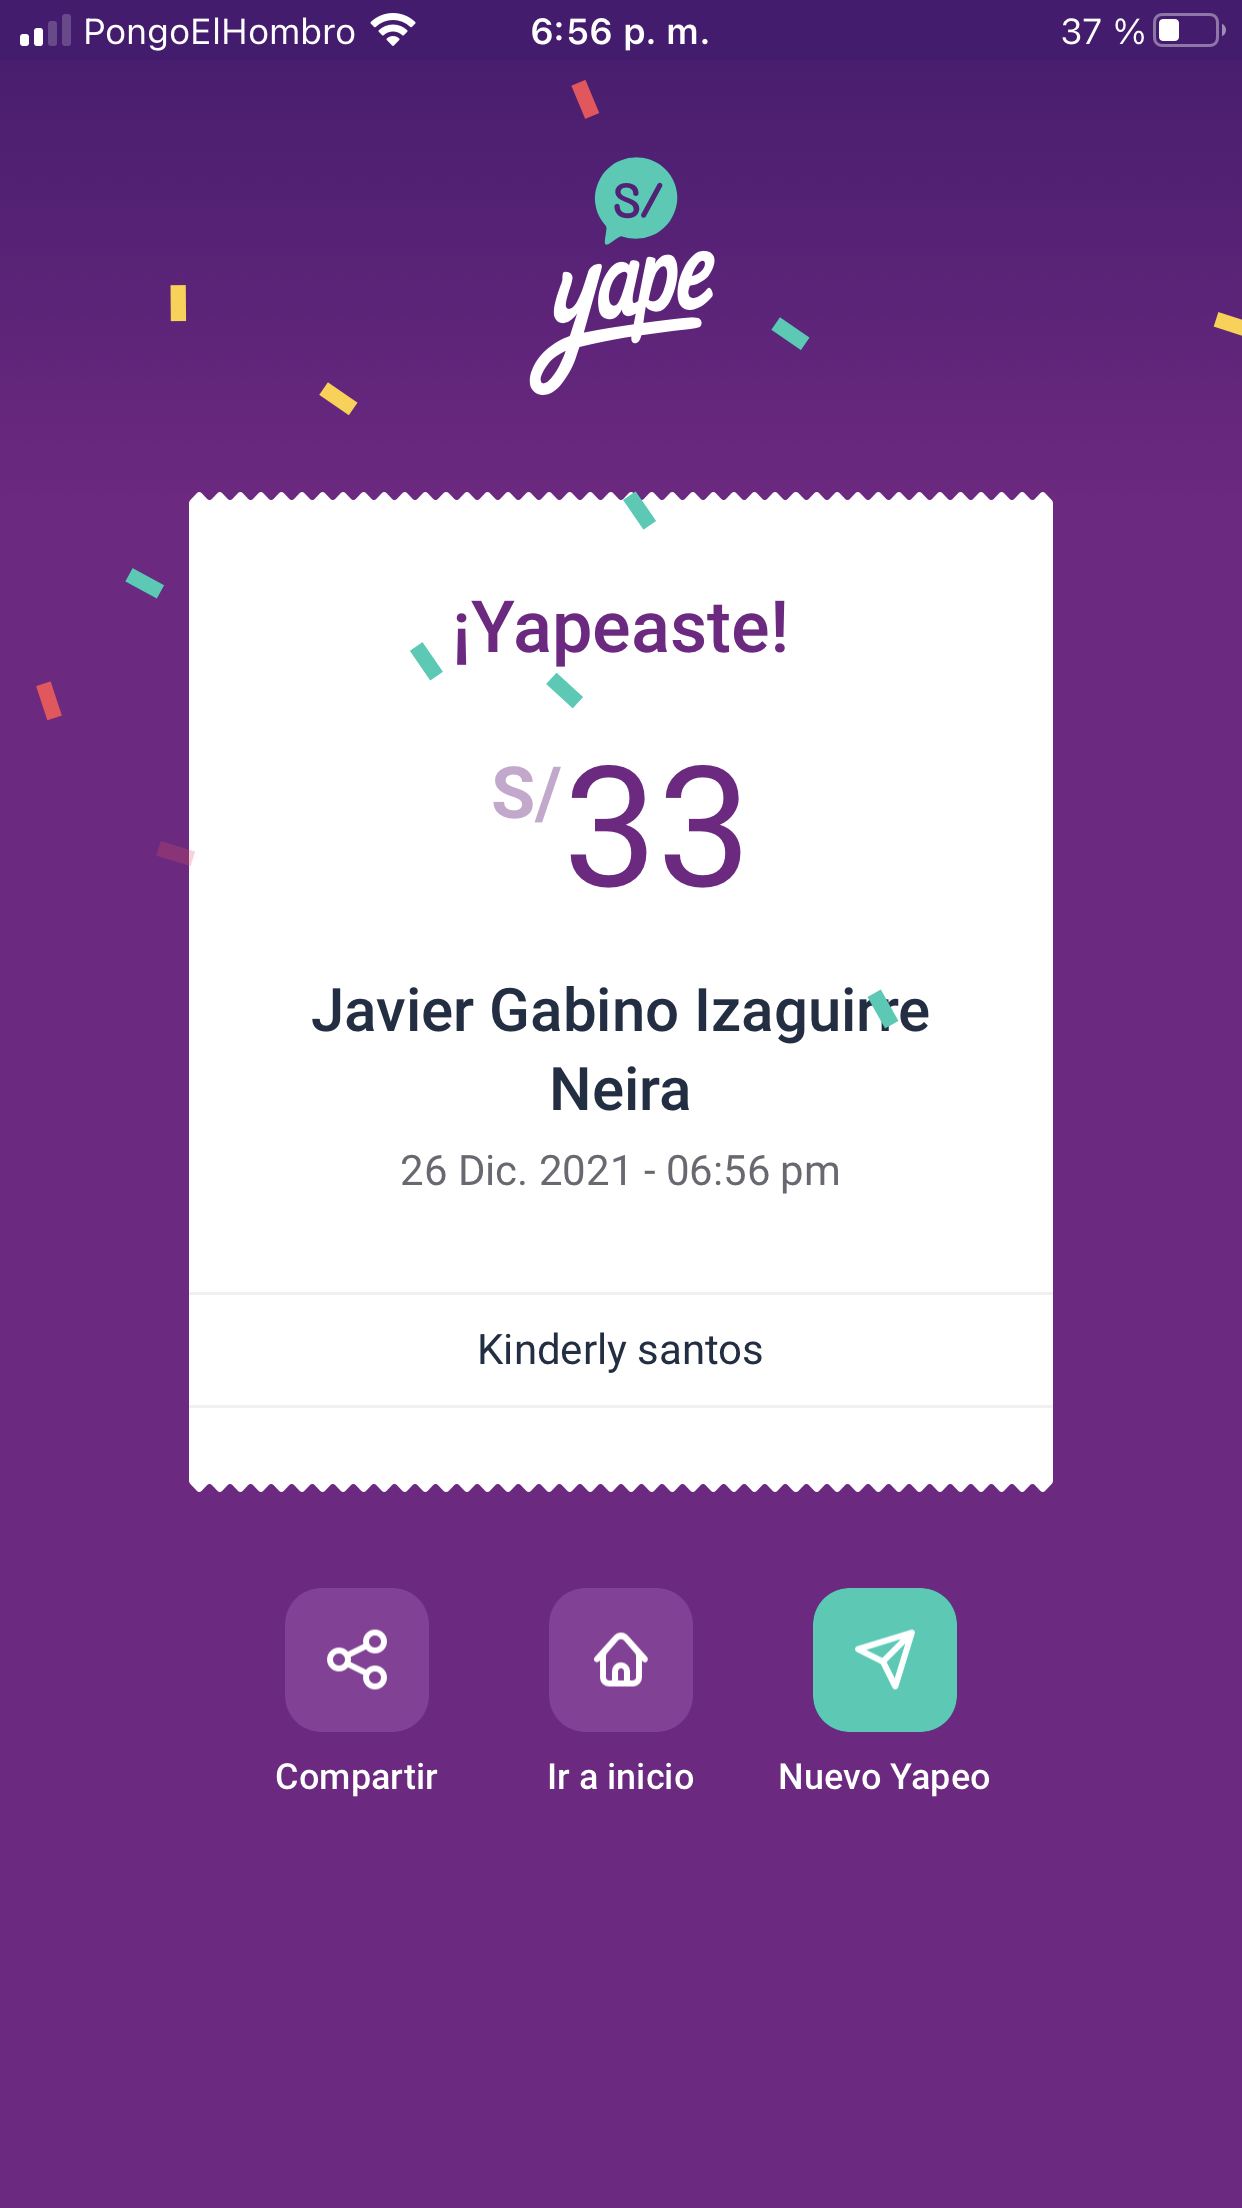 PongoElHombro 6:56 p. m. 37 %
S/
yape
¡Yapeaste!
S/33
Javier Gabino Izaguirre
Neira
26 Dic. 2021 - 06:56 pm
Kinderly santos
Compartir Ir a inicio Nuevo Yapeo